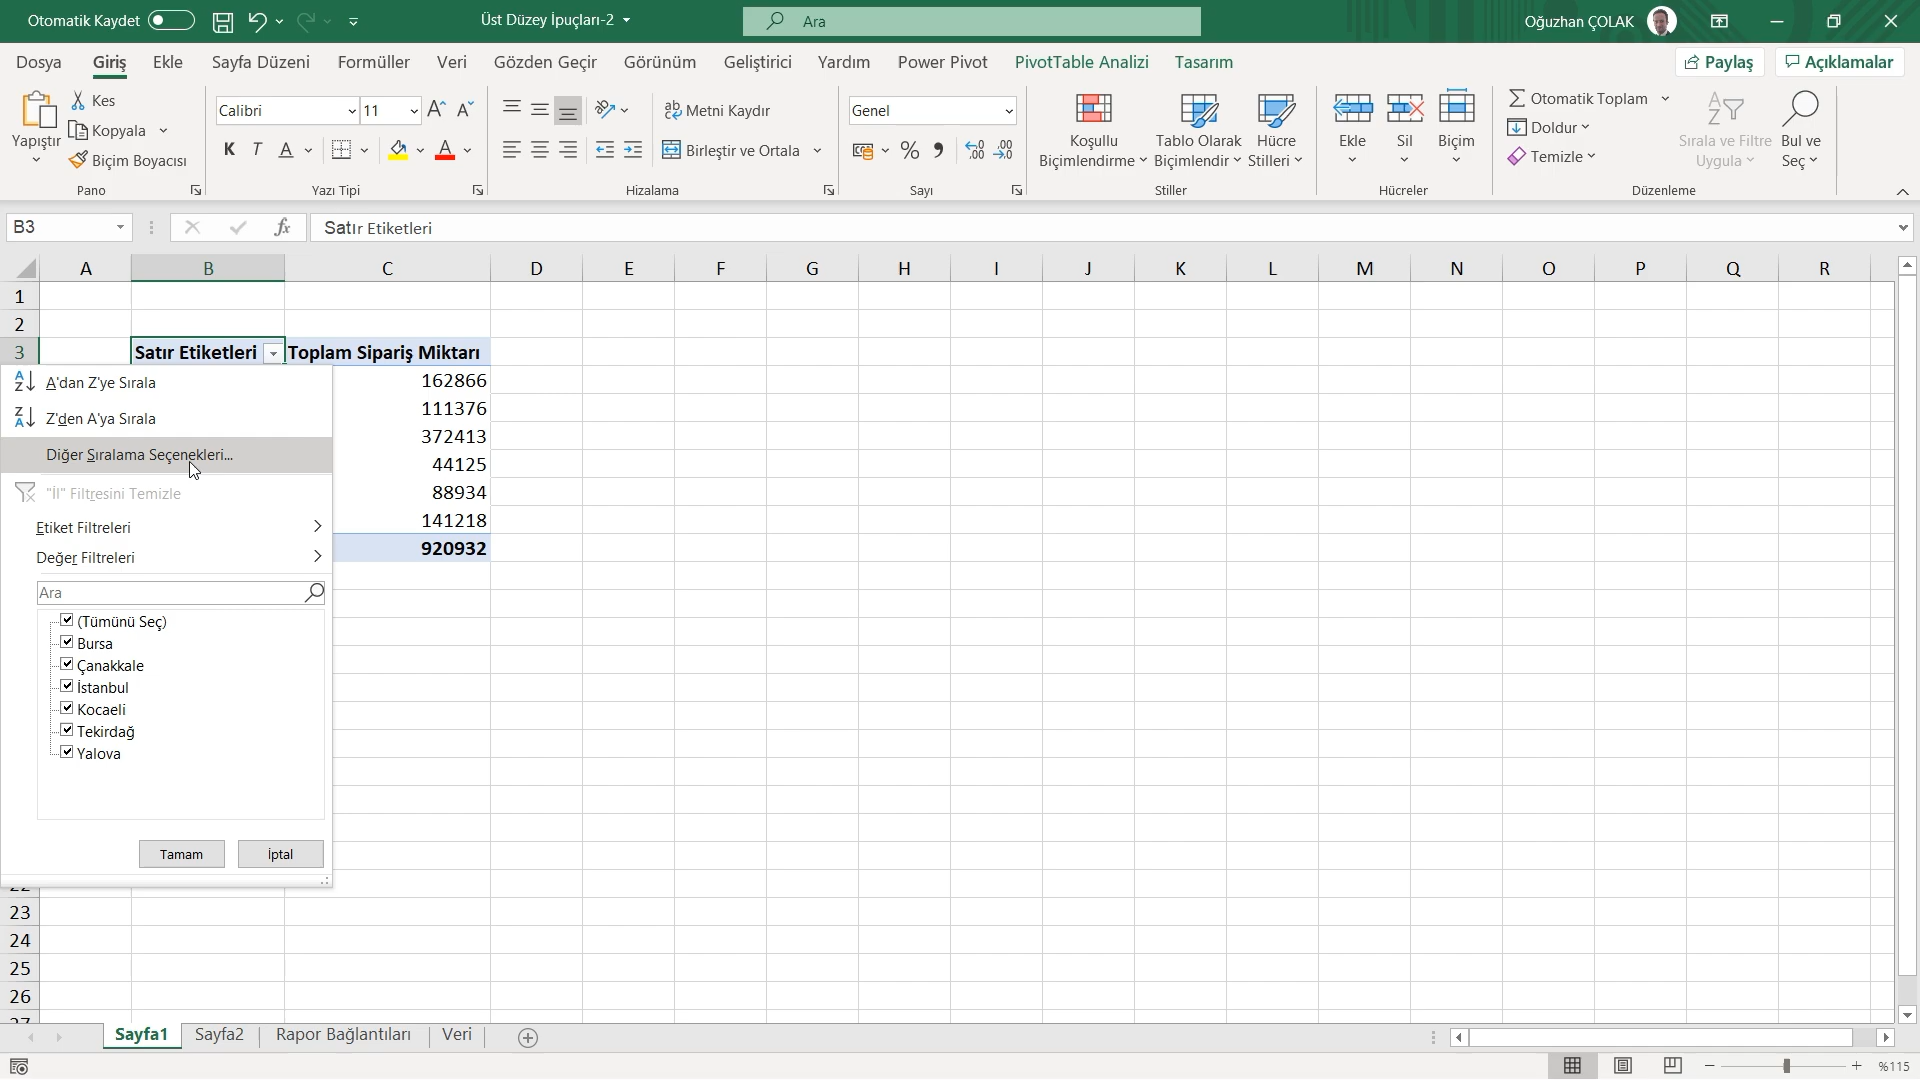 Otomatik Kaydet
Üst Düzey İpuçları-2
Ara
Oğuzhan ÇOLAK
Dosya Giriş Ekle Sayfa Düzeni Formüller Veri Gözden Geçir Görünüm Geliştirici Yardım Power Pivot PivotTable Analizi Tasarım
Paylaş Açıklamalar
Yapıştır
Kes
Kopyala
Biçim Boyacısı
Pano
Calibri 11
K T A
Yazı Tipi
Metni Kaydır
Birleştir ve Ortala
Hizalama
Genel
Sayı
Koşullu
Biçimlendirme
Tablo Olarak
Biçimlendir
Hücre
Stilleri
Stiller
Ekle
Sil
Biçim
Hücreler
Otomatik Toplam
Doldur
Temizle
Sırala ve Filtre
Uygula
Bul ve
Seç
Düzenleme
B3
fx
Satır Etiketleri
A B C D E F G H I J K L M N O P Q R
1
2
3 Satır Etiketleri Toplam Sipariş Miktarı
162866
111376
372413
44125
88934
141218
920932
A'dan Z'ye Sırala
Z'den A'ya Sırala
Diğer Sıralama Seçenekleri...
"İl" Filtresini Temizle
Etiket Filtreleri
Değer Filtreleri
Ara
(Tümünü Seç)
Bursa
Çanakkale
İstanbul
Kocaeli
Tekirdağ
Yalova
Tamam İptal
23
24
25
26
Sayfa1 Sayfa2 Rapor Bağlantıları Veri
%115